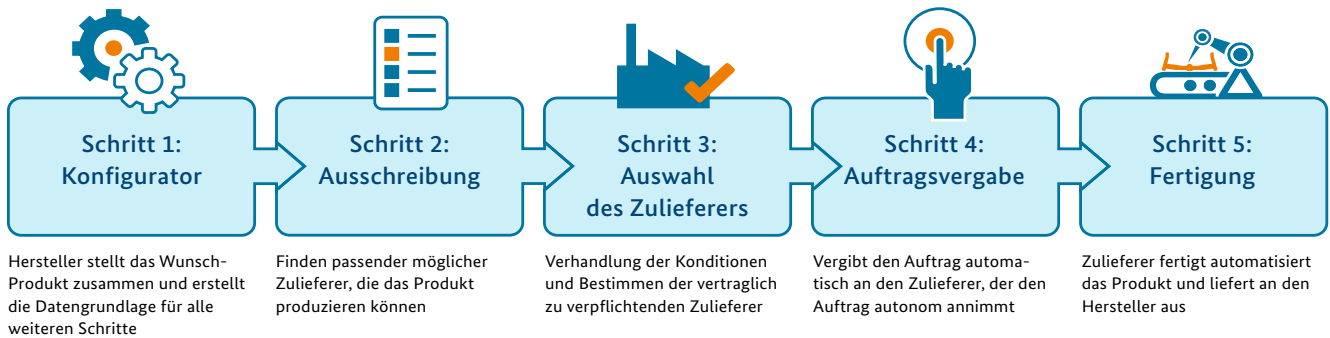 Schritt 1:
Konfigurator
Schritt 2:
Ausschreibung
Schritt 3:
Auswahl
des Zulieferers
Schritt 4:
Auftragsvergabe
Schritt 5:
Fertigung
Hersteller stellt das Wunsch-
Produkt zusammen und erstellt
die Datengrundlage für alle
weiteren Schritte
Finden passender möglicher
Zulieferer, die das Produkt
produzieren können
Verhandlung der Konditionen
und Bestimmen der vertraglich
zu verpflichtenden Zulieferer
Vergibt den Auftrag automa-
tisch an den Zulieferer, der den
Auftrag autonom annimmt
Zulieferer fertigt automatisiert
das Produkt und liefert an den
Hersteller aus